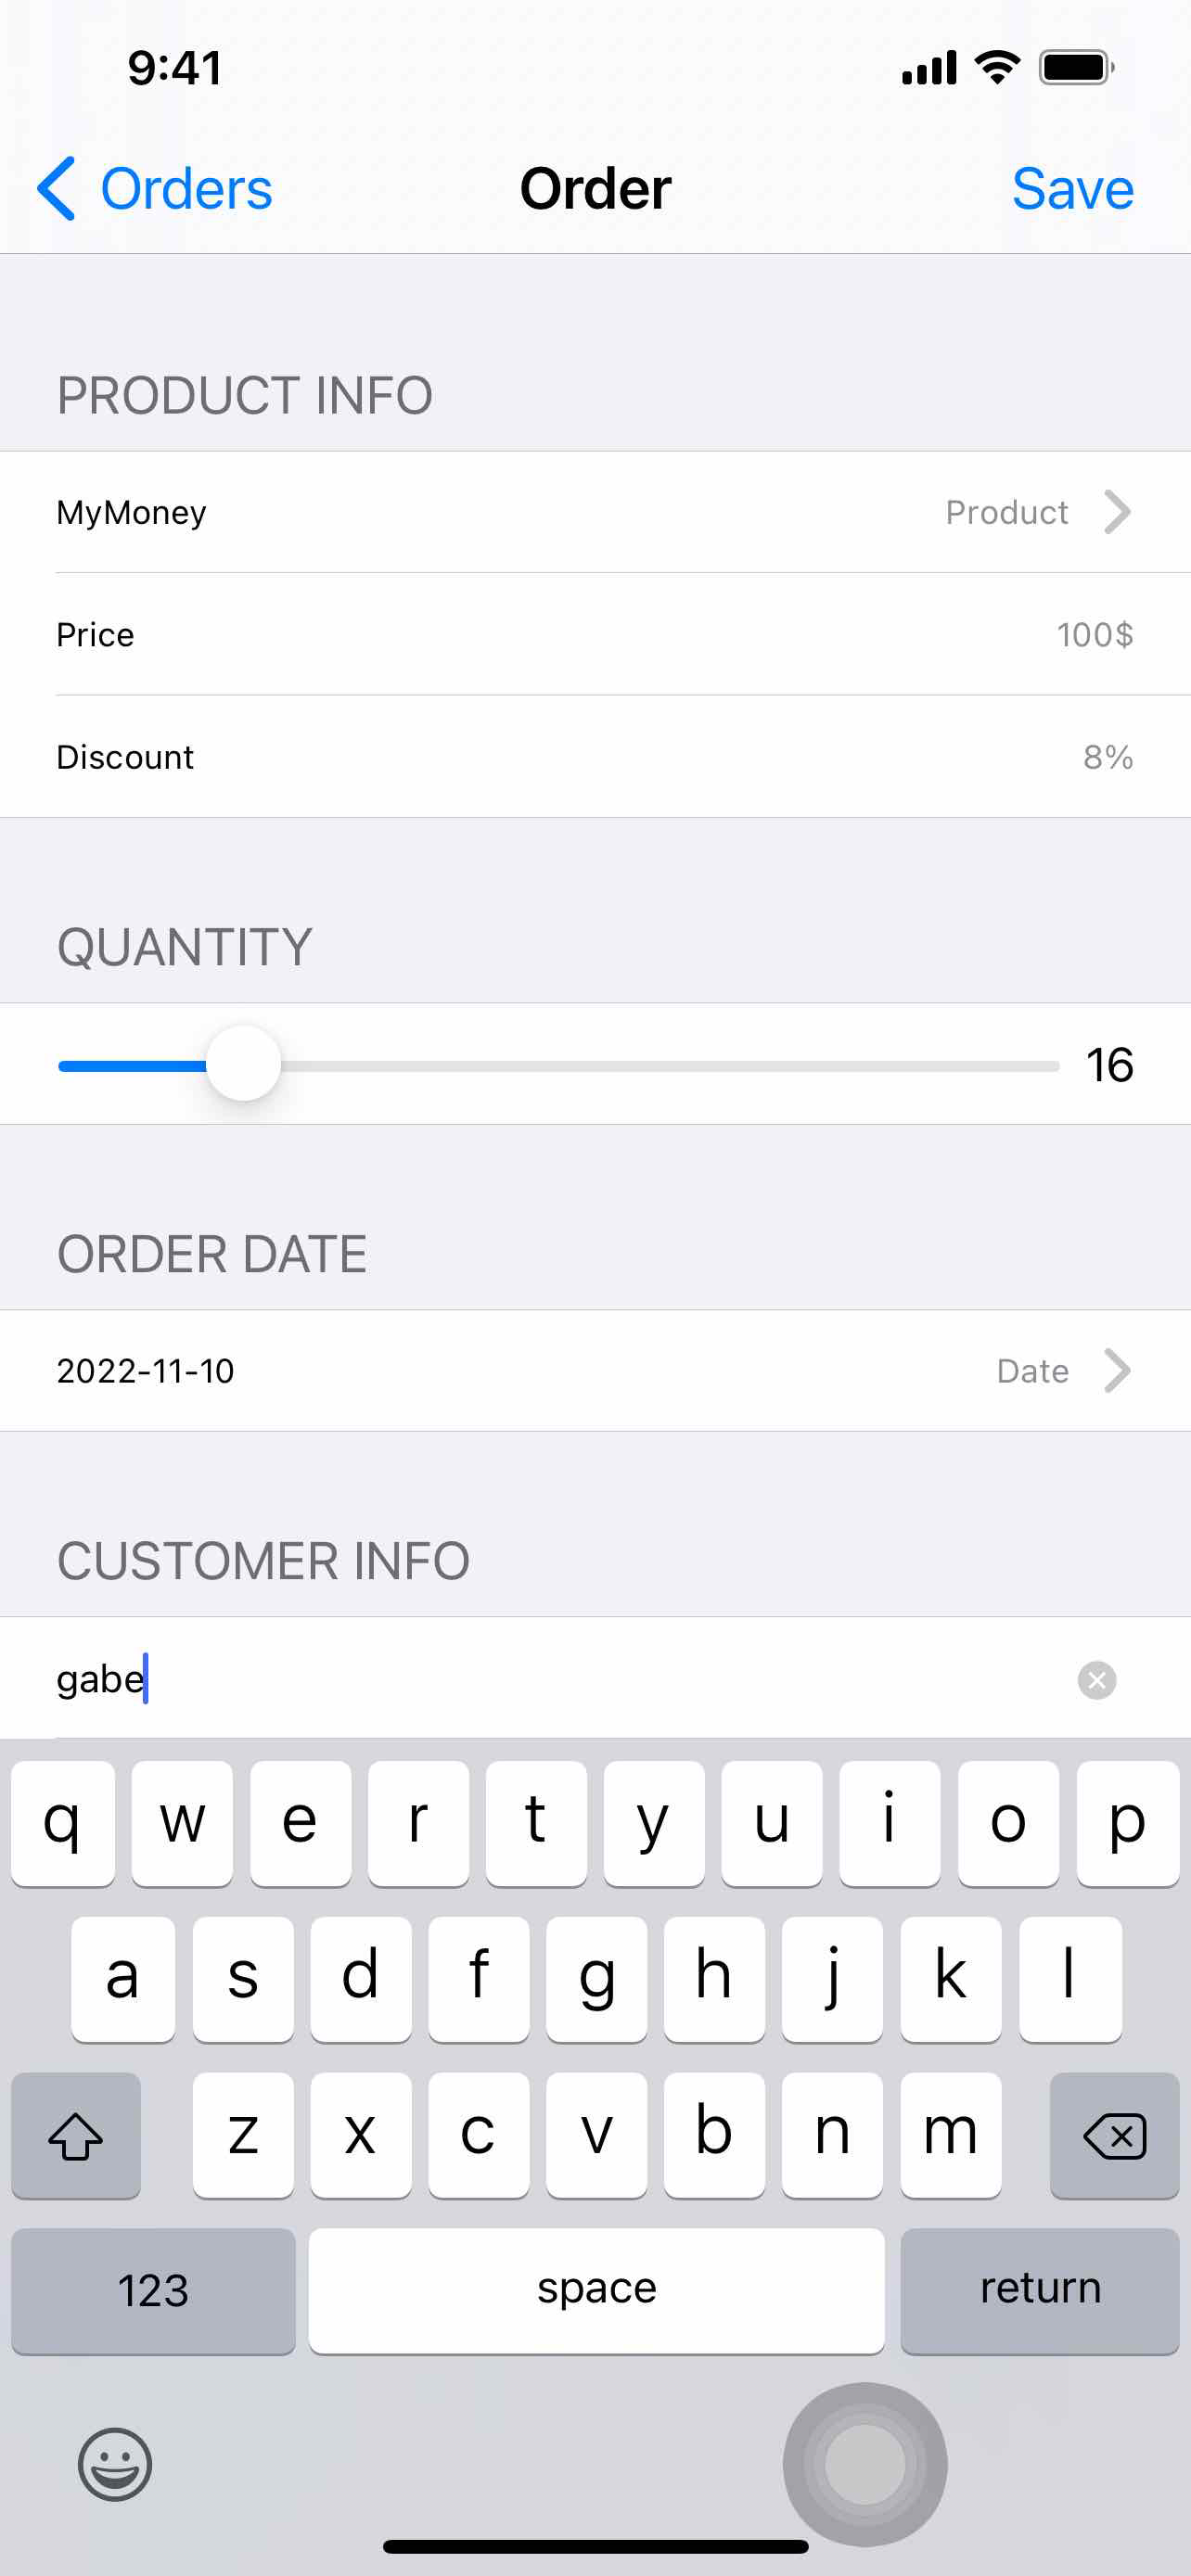 9:41
Orders Order Save
PRODUCT INFO
MyMoney Product
Price 100$
Discount 8%
QUANTITY
16
ORDER DATE
2022-11-10 Date
CUSTOMER INFO
gabe
q w e r t y u i o p
a s d f g h j k l
z x c v b n m
123 space return